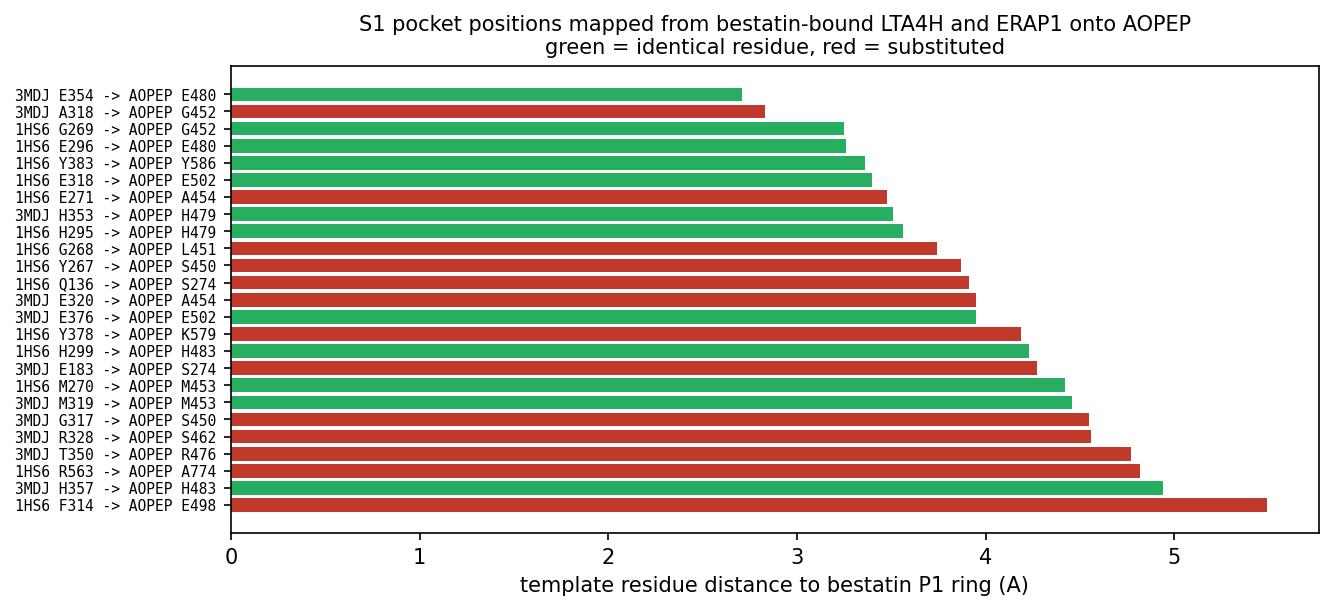 S1 pocket positions mapped from bestatin-bound LTA4H and ERAP1 onto AOPEP
green = identical residue, red = substituted
3MDJ E354 -> AOPEP E480
3MDJ A318 -> AOPEP G452
1HS6 G269 -> AOPEP G452
1HS6 E296 -> AOPEP E480
1HS6 Y383 -> AOPEP Y586
1HS6 E318 -> AOPEP E502
1HS6 E271 -> AOPEP A454
3MDJ H353 -> AOPEP H479
1HS6 H295 -> AOPEP H479
1HS6 G268 -> AOPEP L451
1HS6 Y267 -> AOPEP S450
1HS6 Q136 -> AOPEP S274
3MDJ E320 -> AOPEP A454
3MDJ E376 -> AOPEP E502
1HS6 Y378 -> AOPEP K579
1HS6 H299 -> AOPEP H483
3MDJ E183 -> AOPEP S274
1HS6 M270 -> AOPEP M453
3MDJ M319 -> AOPEP M453
3MDJ G317 -> AOPEP S450
3MDJ R328 -> AOPEP S462
3MDJ T350 -> AOPEP R476
1HS6 R563 -> AOPEP A774
3MDJ H357 -> AOPEP H483
1HS6 F314 -> AOPEP E498
0 1 2 3 4 5
template residue distance to bestatin P1 ring (A)